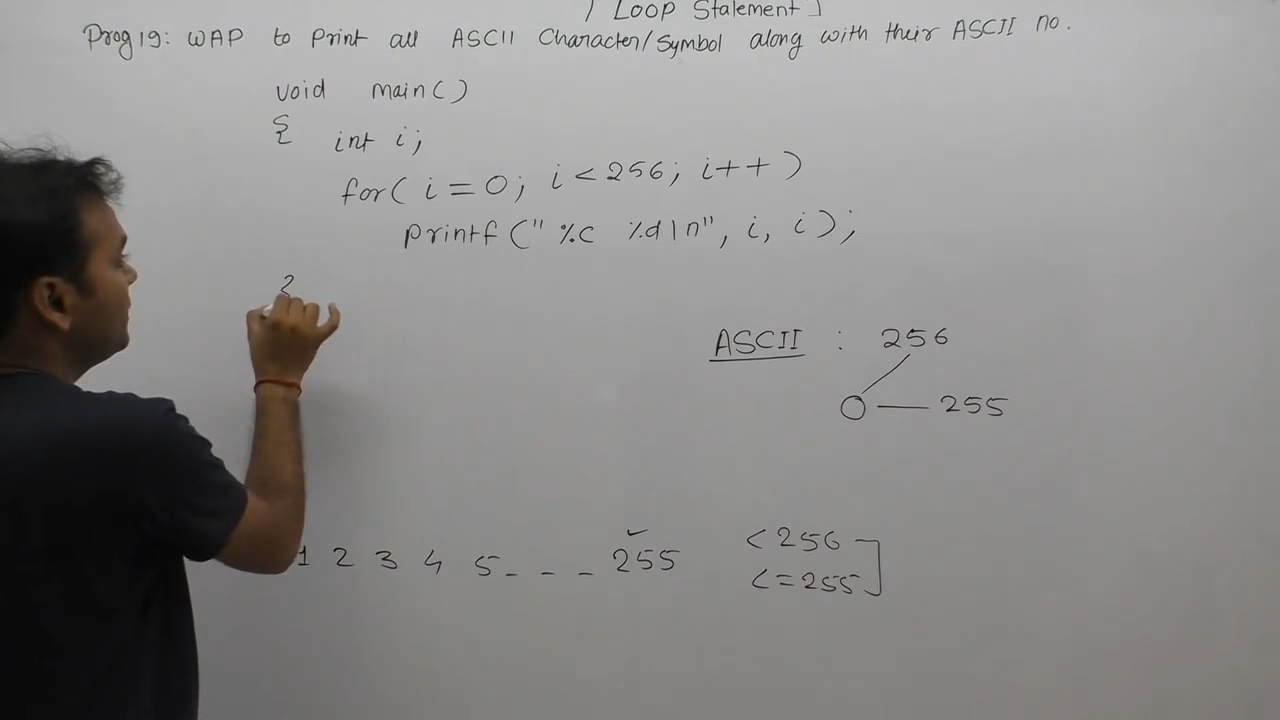 [ Loop Statement ]
Prog 19: WAP to Print all ASCII Character/Symbol along with their ASCII no.
void main()
{ int i;
for( i = 0; i < 256; i++ )
printf(" %c %d\n", i, i);
}
ASCII : 256
0 — 255
1 2 3 4 5 - - - 255 ✓
< 256
<= 255